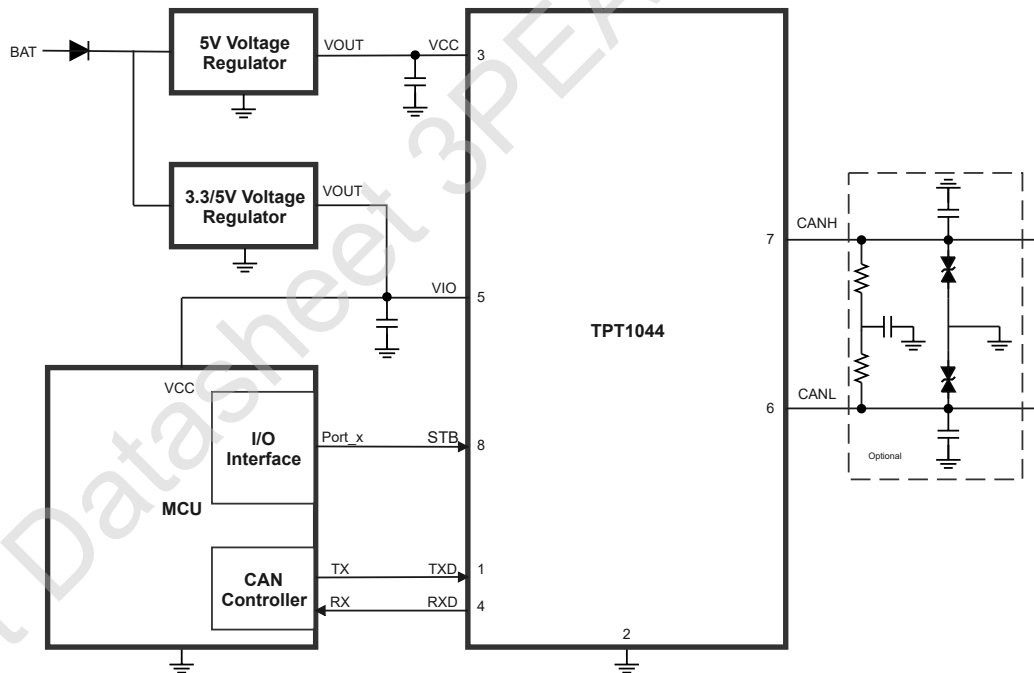 BAT
5V Voltage
Regulator
VOUT
VCC
3
3.3/5V Voltage
Regulator
VOUT
VIO
5
TPT1044
7
CANH
6
CANL
Optional
VCC
I/O
Interface
Port_x
STB
8
MCU
CAN
Controller
TX
TXD
1
RX
RXD
4
2
Datasheet 3PEA